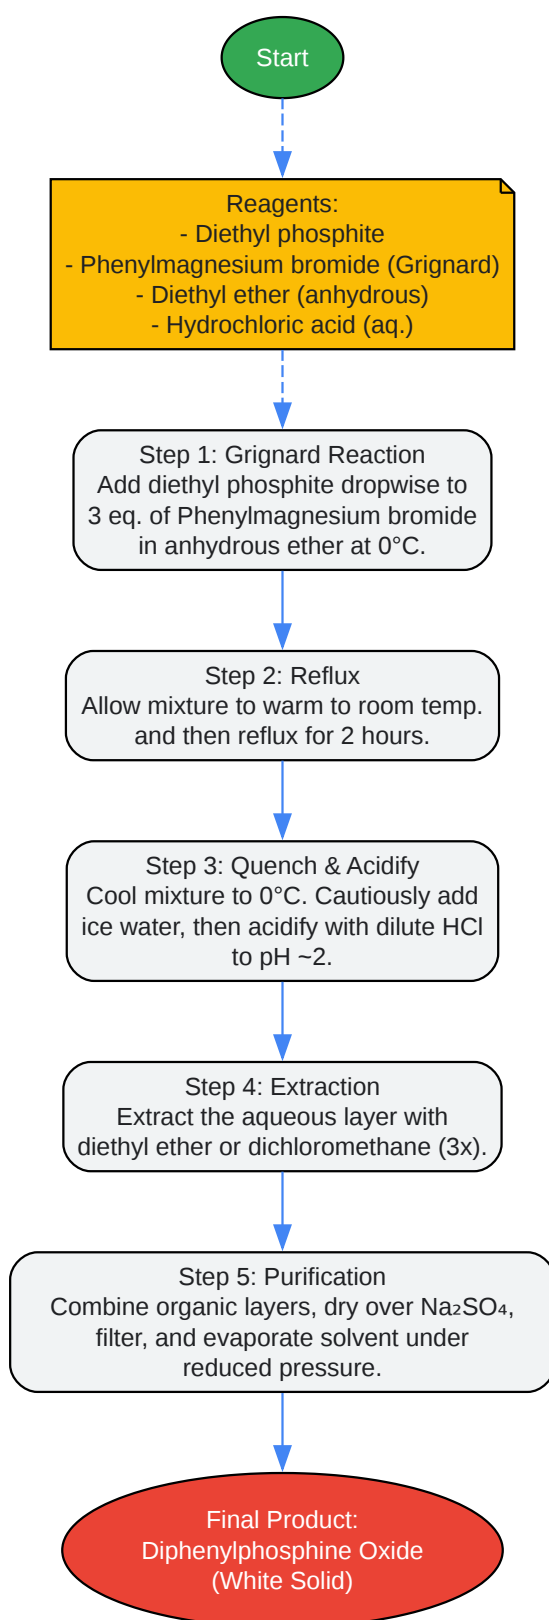 Start
Reagents:
- Diethyl phosphite
- Phenylmagnesium bromide (Grignard)
- Diethyl ether (anhydrous)
- Hydrochloric acid (aq.)
Step 1: Grignard Reaction
Add diethyl phosphite dropwise to
3 eq. of Phenylmagnesium bromide
in anhydrous ether at 0°C.
Step 2: Reflux
Allow mixture to warm to room temp.
and then reflux for 2 hours.
Step 3: Quench & Acidify
Cool mixture to 0°C. Cautiously add
ice water, then acidify with dilute HCl
to pH ~2.
Step 4: Extraction
Extract the aqueous layer with
diethyl ether or dichloromethane (3x).
Step 5: Purification
Combine organic layers, dry over Na₂SO₄,
filter, and evaporate solvent under
reduced pressure.
Final Product:
Diphenylphosphine Oxide
(White Solid)